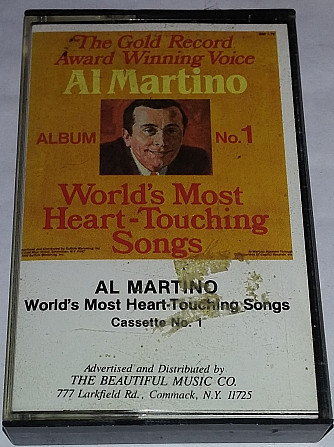 The Gold Record
Award Winning Voice
Al Martino
ALBUM No.1
World's Most
Heart-Touching
Songs
AL MARTINO
World's Most Heart-Touching Songs
Cassette No. 1
Advertised and Distributed by
THE BEAUTIFUL MUSIC CO.
777 Larkfield Rd., Commack, N.Y. 11725